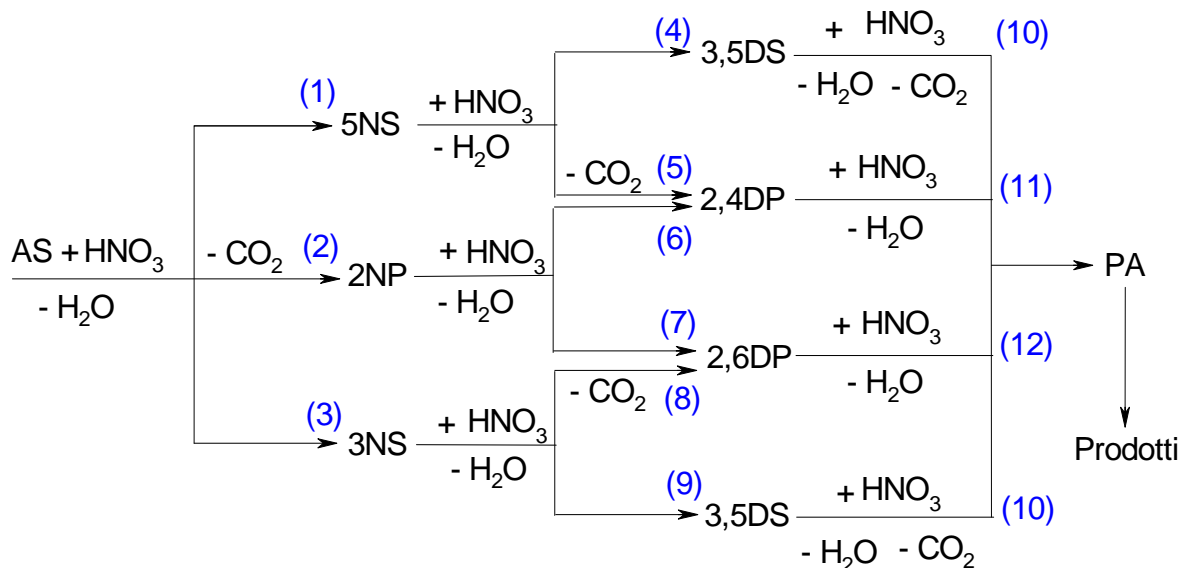 (4) 3,5DS + HNO₃ (10)
- H₂O - CO₂
(1) 5NS + HNO₃
- H₂O
- CO₂ (5) 2,4DP + HNO₃ (11)
- H₂O
(6)
AS + HNO₃ - CO₂ (2) 2NP + HNO₃
- H₂O
- H₂O
PA
(7) 2,6DP + HNO₃ (12)
- H₂O
- CO₂ (8)
(3) 3NS + HNO₃
- H₂O
Prodotti
(9) 3,5DS + HNO₃ (10)
- H₂O - CO₂